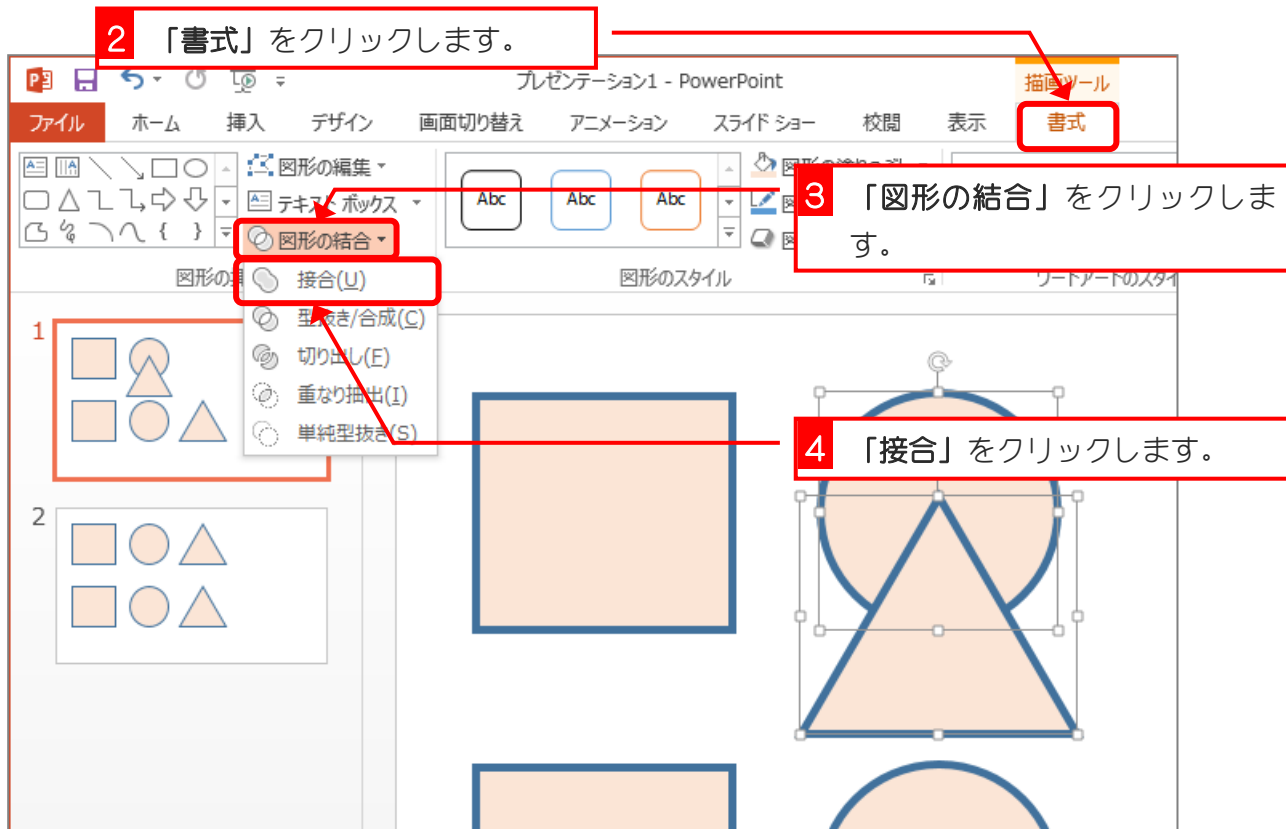 2 「書式」をクリックします。
プレゼンテーション1 - PowerPoint
描画ツール
ファイル ホーム 挿入 デザイン 画面切り替え アニメーション スライド ショー 校閲 表示 書式
図形の編集
テキスト ボックス
図形の結合
Abc Abc Abc
3 「図形の結合」をクリックしま
す。
図形のスタイル
接合(U)
型抜き/合成(C)
切り出し(F)
重なり抽出(I)
単純型抜き(S)
4 「接合」をクリックします。
1
2